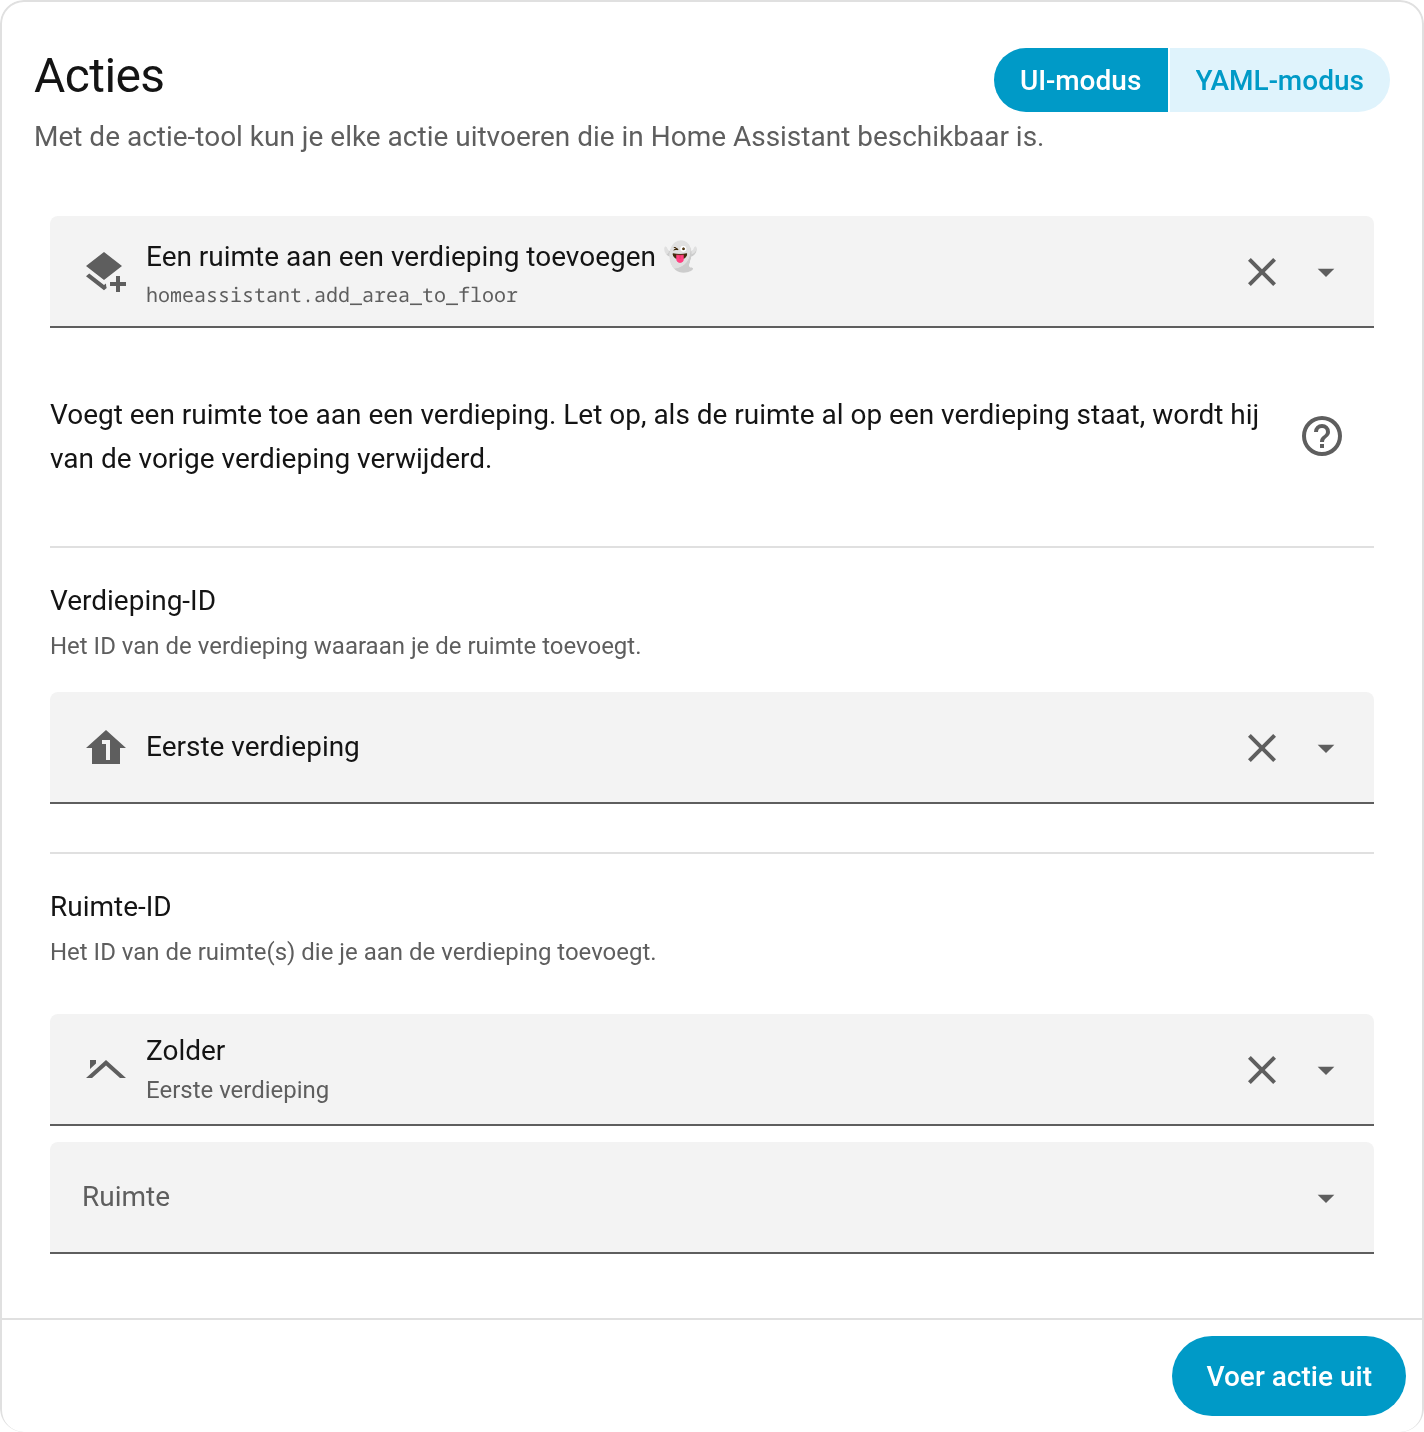 Acties
UI-modus
YAML-modus
Met de actie-tool kun je elke actie uitvoeren die in Home Assistant beschikbaar is.
Een ruimte aan een verdieping toevoegen 👻
homeassistant.add_area_to_floor
Voegt een ruimte toe aan een verdieping. Let op, als de ruimte al op een verdieping staat, wordt hij
van de vorige verdieping verwijderd.
Verdieping-ID
Het ID van de verdieping waaraan je de ruimte toevoegt.
1
Eerste verdieping
Ruimte-ID
Het ID van de ruimte(s) die je aan de verdieping toevoegt.
Zolder
Eerste verdieping
Ruimte
Voer actie uit